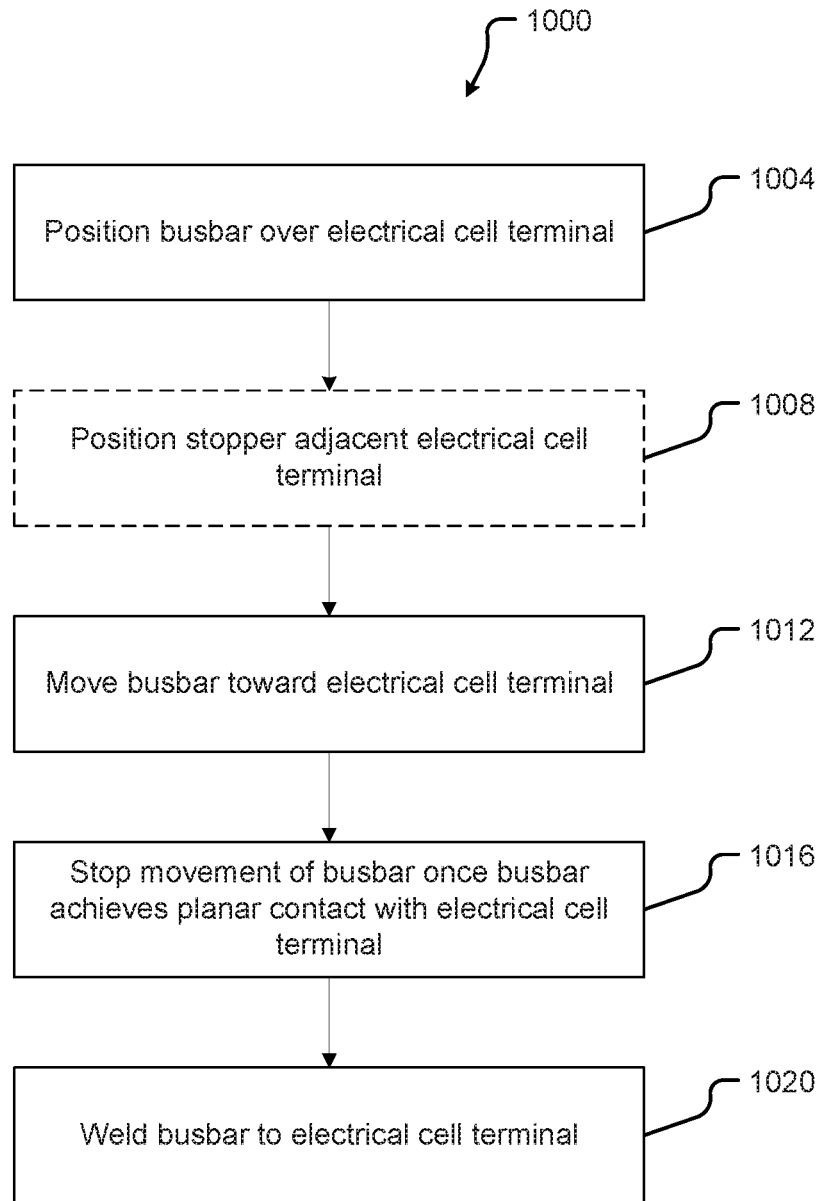 1000
1004
Position busbar over electrical cell terminal
1008
Position stopper adjacent electrical cell
terminal
1012
Move busbar toward electrical cell terminal
1016
Stop movement of busbar once busbar
achieves planar contact with electrical cell
terminal
1020
Weld busbar to electrical cell terminal